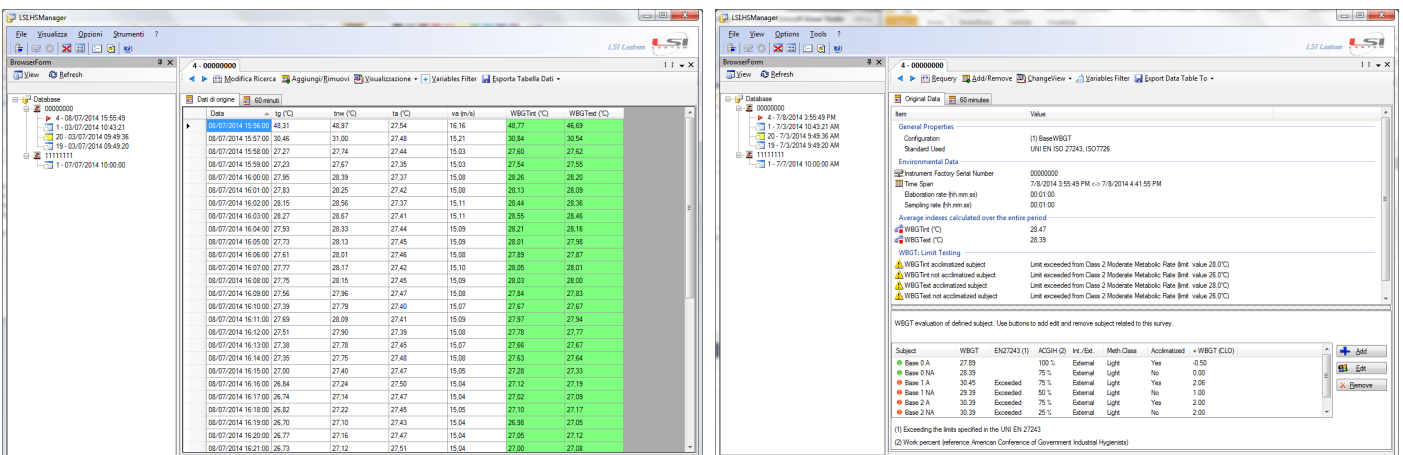 LSI.HSManager
File Visualizza Opzioni Strumenti ?
LSI Lastem LSI LASTEM
BrowserForm
View Refresh
Database
00000000
4 - 08/07/2014 15:55:49
1 - 03/07/2014 10:43:21
20 - 03/07/2014 09:49:36
19 - 03/07/2014 09:49:20
11111111
1 - 07/07/2014 10:00:00
4 - 00000000
Modifica Ricerca Aggiungi/Rimuovi Visualizzazione Variables Filter Esporta Tabella Dati
Dati di origine 60 minuti
Data tg (°C) tnw (°C) ta (°C) va (m/s) WBGTint (°C) WBGText (°C)
08/07/2014 15:56:00 48,31 48,97 27,54 16,16 48,77 46,69
08/07/2014 15:57:00 30,46 31,00 27,48 15,21 30,84 30,54
08/07/2014 15:58:00 27,27 27,74 27,44 15,03 27,60 27,62
08/07/2014 15:59:00 27,23 27,67 27,35 15,03 27,54 27,55
08/07/2014 16:00:00 27,95 28,39 27,35 15,08 28,26 28,20
08/07/2014 16:01:00 27,83 28,25 27,42 15,08 28,13 28,09
08/07/2014 16:02:00 28,15 28,56 27,37 15,11 28,44 28,36
08/07/2014 16:03:00 28,27 28,67 27,41 15,11 28,55 28,46
08/07/2014 16:04:00 27,93 28,33 27,44 15,09 28,21 28,16
08/07/2014 16:05:00 27,73 28,13 27,45 15,09 28,01 27,98
08/07/2014 16:06:00 27,61 28,01 27,46 15,08 27,89 27,87
08/07/2014 16:07:00 27,77 28,17 27,42 15,10 28,05 28,01
08/07/2014 16:08:00 27,75 28,15 27,45 15,09 28,03 28,00
08/07/2014 16:09:00 27,56 27,96 27,47 15,08 27,84 27,83
08/07/2014 16:10:00 27,39 27,79 27,40 15,07 27,67 27,67
08/07/2014 16:11:00 27,69 28,09 27,41 15,09 27,97 27,94
08/07/2014 16:12:00 27,51 27,90 27,39 15,08 27,78 27,77
08/07/2014 16:13:00 27,38 27,78 27,45 15,07 27,66 27,67
08/07/2014 16:14:00 27,35 27,75 27,48 15,08 27,63 27,64
08/07/2014 16:15:00 27,00 27,40 27,47 15,05 27,28 27,33
08/07/2014 16:16:00 26,84 27,24 27,50 15,04 27,12 27,19
08/07/2014 16:17:00 26,74 27,14 27,47 15,04 27,02 27,09
08/07/2014 16:18:00 26,82 27,22 27,45 15,05 27,10 27,17
08/07/2014 16:19:00 26,70 27,10 27,43 15,04 26,98 27,05
08/07/2014 16:20:00 26,77 27,16 27,47 15,04 27,05 27,12
08/07/2014 16:21:00 26,73 27,12 27,51 15,04 27,00 27,08
LSI.HSManager
File View Options Tools ?
LSI Lastem LSI LASTEM
BrowserForm
View Refresh
Database
00000000
4 - 7/8/2014 3:55:49 PM
1 - 7/3/2014 10:43:21 AM
20 - 7/3/2014 9:49:36 AM
19 - 7/3/2014 9:49:20 AM
11111111
1 - 7/7/2014 10:00:00 AM
4 - 00000000
Requery Add/Remove ChangeView Variables Filter Export Data Table To
Original Data 60 minutes
Item Value
General Properties
Configuration (1) BaseWBGT
Standard Used UNI EN ISO 27243, ISO7726
Environmental Data
Instrument Factory Serial Number 00000000
Time Span 7/8/2014 3:55:49 PM <-> 7/8/2014 4:41:55 PM
Elaboration rate (hh.mm.ss) 00:01:00
Sampling rate (hh.mm.ss) 00:01:00
Average indexes calculated over the entire period
WBGTint (°C) 28.47
WBGText (°C) 28.39
WBGT: Limit Testing
WBGTint acclimatized subject Limit exceeded from Class 2 Moderate Metabolic Rate (limit value 28.0°C)
WBGTint not acclimatized subject Limit exceeded from Class 2 Moderate Metabolic Rate (limit value 26.0°C)
WBGText acclimatized subject Limit exceeded from Class 2 Moderate Metabolic Rate (limit value 28.0°C)
WBGText not acclimatized subject Limit exceeded from Class 2 Moderate Metabolic Rate (limit value 26.0°C)
WBGT evaluation of defined subject. Use buttons to add edit and remove subject related to this survey.
Subject WBGT EN27243 (1) ACGIH (2) Int./Ext. Meth.Class Acclimatized + WBGT (CLO)
Base 0 A 27.89 100 % External Light Yes -0.50
Base 0 NA 28.39 75 % External Light No 0.00
Base 1 A 30.45 Exceeded 75 % External Light Yes 2.06
Base 1 NA 29.39 Exceeded 50 % External Light No 1.00
Base 2 A 30.39 Exceeded 75 % External Light Yes 2.00
Base 2 NA 30.39 Exceeded 25 % External Light No 2.00
Add
Edit
Remove
(1) Exceeding the limits specified in the UNI EN 27243
(2) Work percent (reference American Conference of Government Industrial Hygienists)